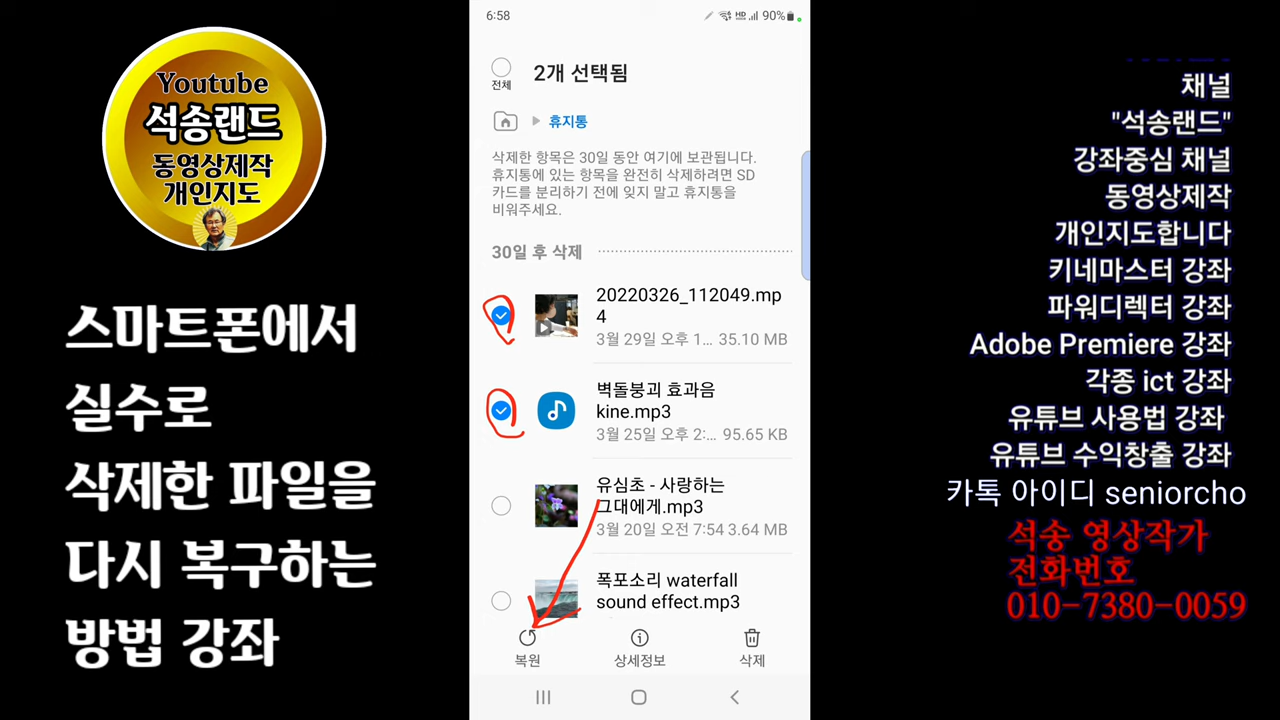 Youtube
석송랜드
동영상제작
개인지도
스마트폰에서
실수로
삭제한 파일을
다시 복구하는
방법 강좌
6:58
90%
전체
2개 선택됨
휴지통
삭제한 항목은 30일 동안 여기에 보관됩니다.
휴지통에 있는 항목을 완전히 삭제하려면 SD
카드를 분리하기 전에 잊지 말고 휴지통을
비워주세요.
30일 후 삭제
20220326_112049.mp
4
3월 29일 오후 1... 35.10 MB
벽돌붕괴 효과음
kine.mp3
3월 25일 오후 2:... 95.65 KB
유심초 - 사랑하는
그대에게.mp3
3월 20일 오전 7:54 3.64 MB
폭포소리 waterfall
sound effect.mp3
복원
상세정보
삭제
채널
"석송랜드"
강좌중심 채널
동영상제작
개인지도합니다
키네마스터 강좌
파워디렉터 강좌
Adobe Premiere 강좌
각종 ict 강좌
유튜브 사용법 강좌
유튜브 수익창출 강좌
카톡 아이디 seniorcho
석송 영상작가
전화번호
010-7380-0059